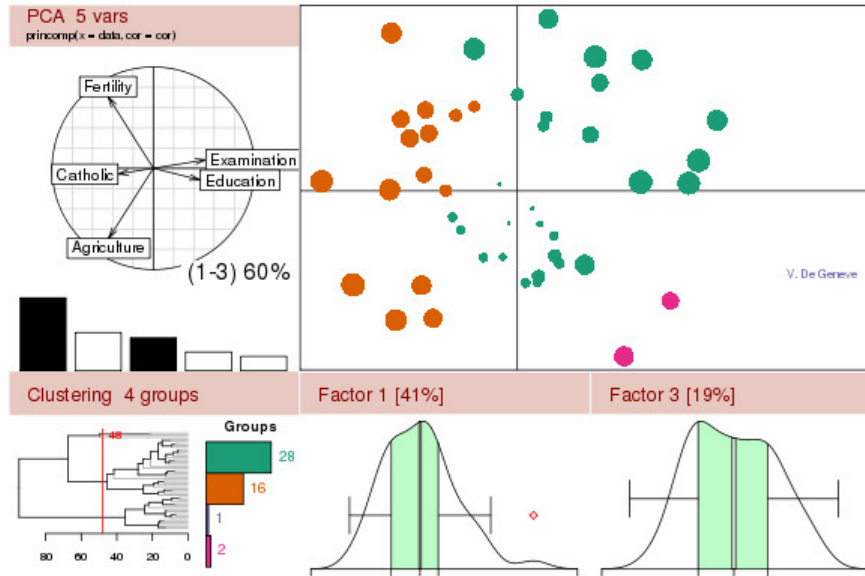 PCA 5 vars
princomp(x = data, cor = cor)
Fertility
Examination
Catholic
Education
Agriculture
(1-3) 60%
V. De Geneve
Clustering 4 groups
Factor 1 [41%]
Factor 3 [19%]
Groups
48
28
16
1
2
80 60 40 20 0